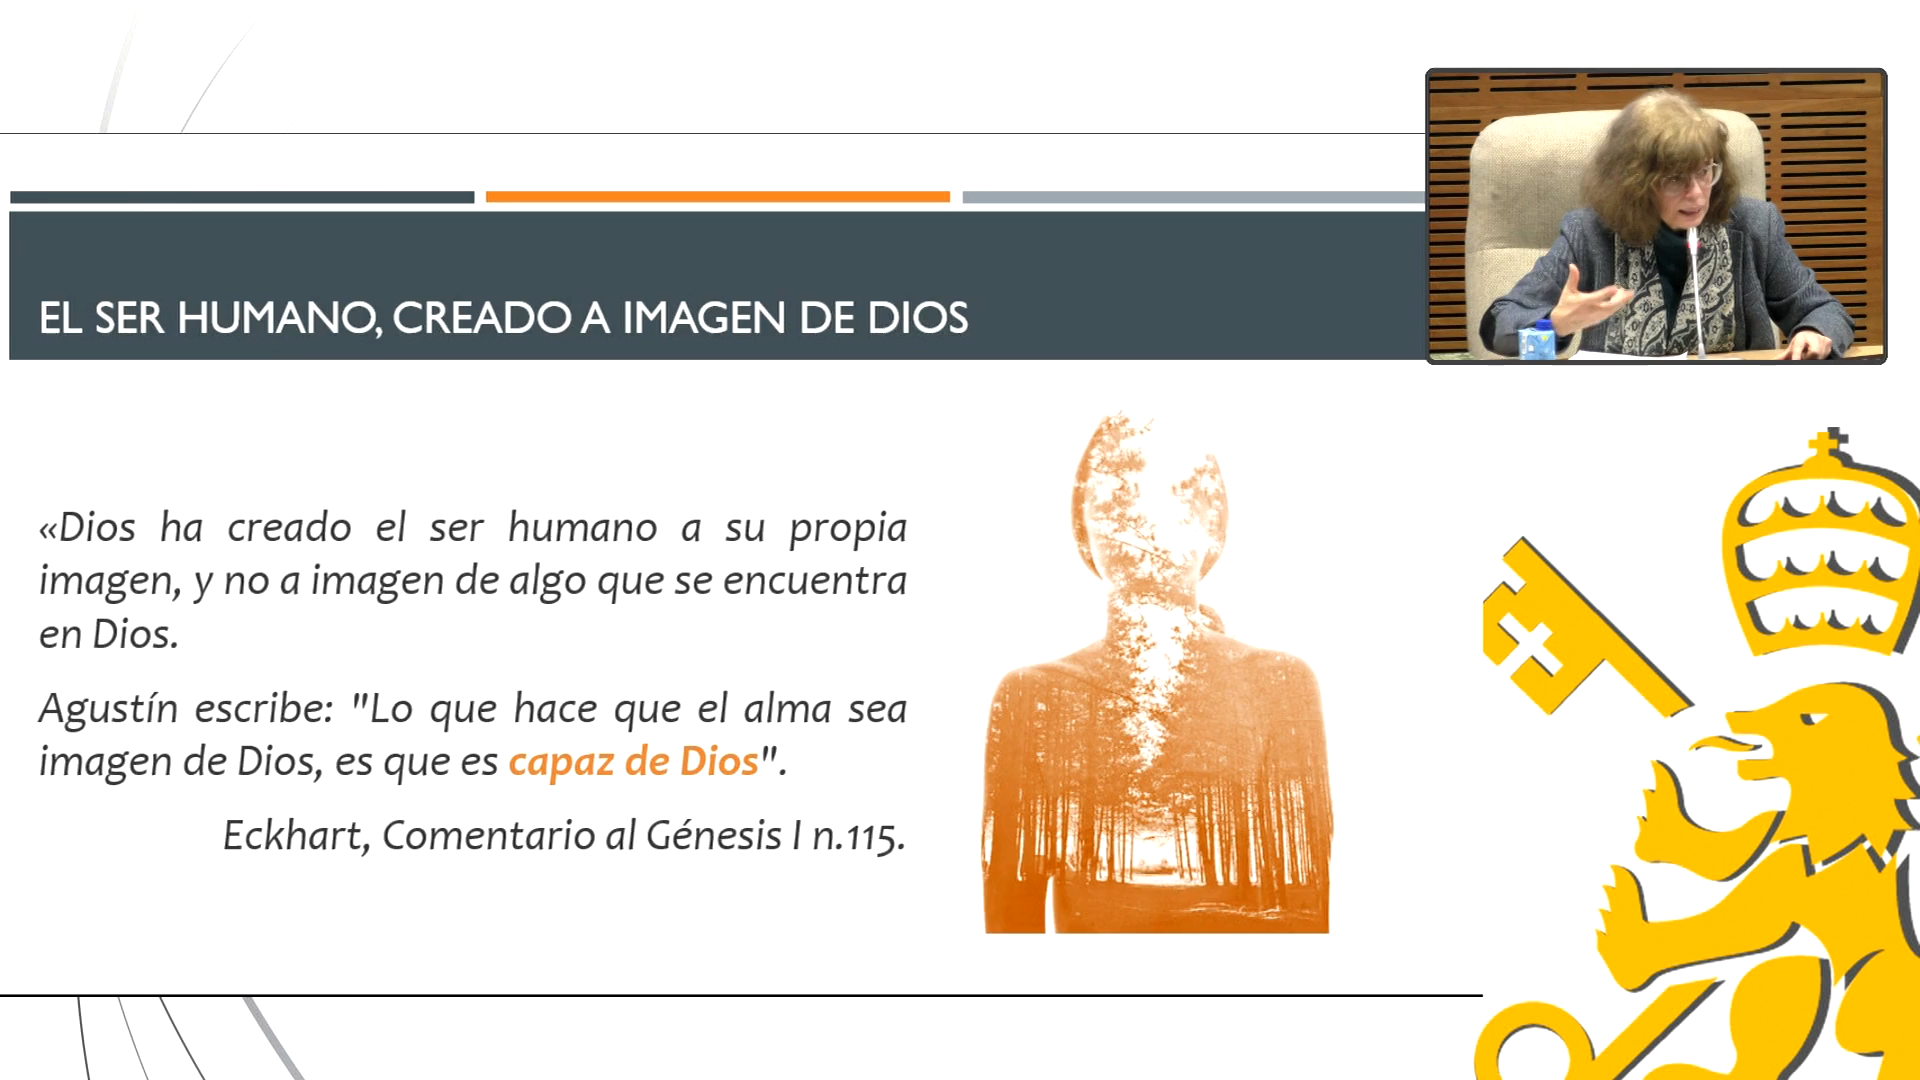 EL SER HUMANO, CREADO A IMAGEN DE DIOS
«Dios ha creado el ser humano a su propia
imagen, y no a imagen de algo que se encuentra
en Dios.
Agustín escribe: "Lo que hace que el alma sea
imagen de Dios, es que es capaz de Dios".
Eckhart, Comentario al Génesis I n.115.